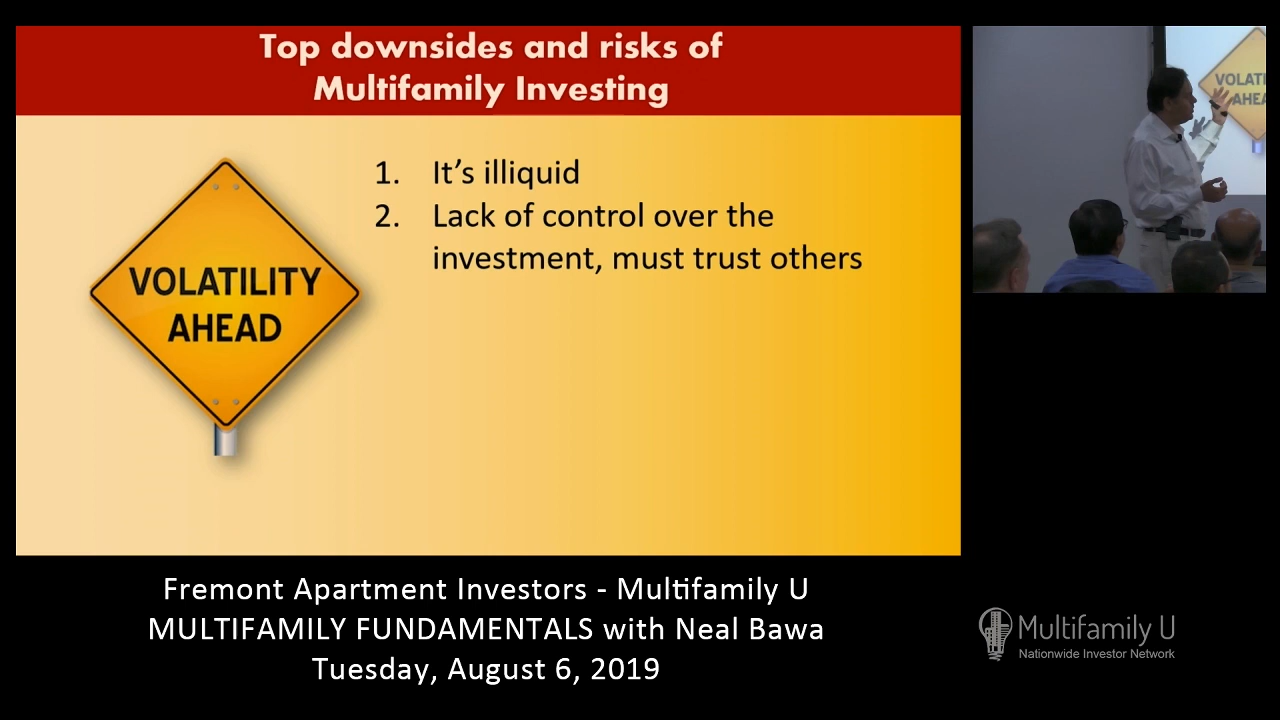 Top downsides and risks of
Multifamily Investing
VOLATILITY
AHEAD
1. It's illiquid
2. Lack of control over the
investment, must trust others
VOLATI
AHEA
Fremont Apartment Investors - Multifamily U
MULTIFAMILY FUNDAMENTALS with Neal Bawa
Tuesday, August 6, 2019
Multifamily U
Nationwide Investor Network